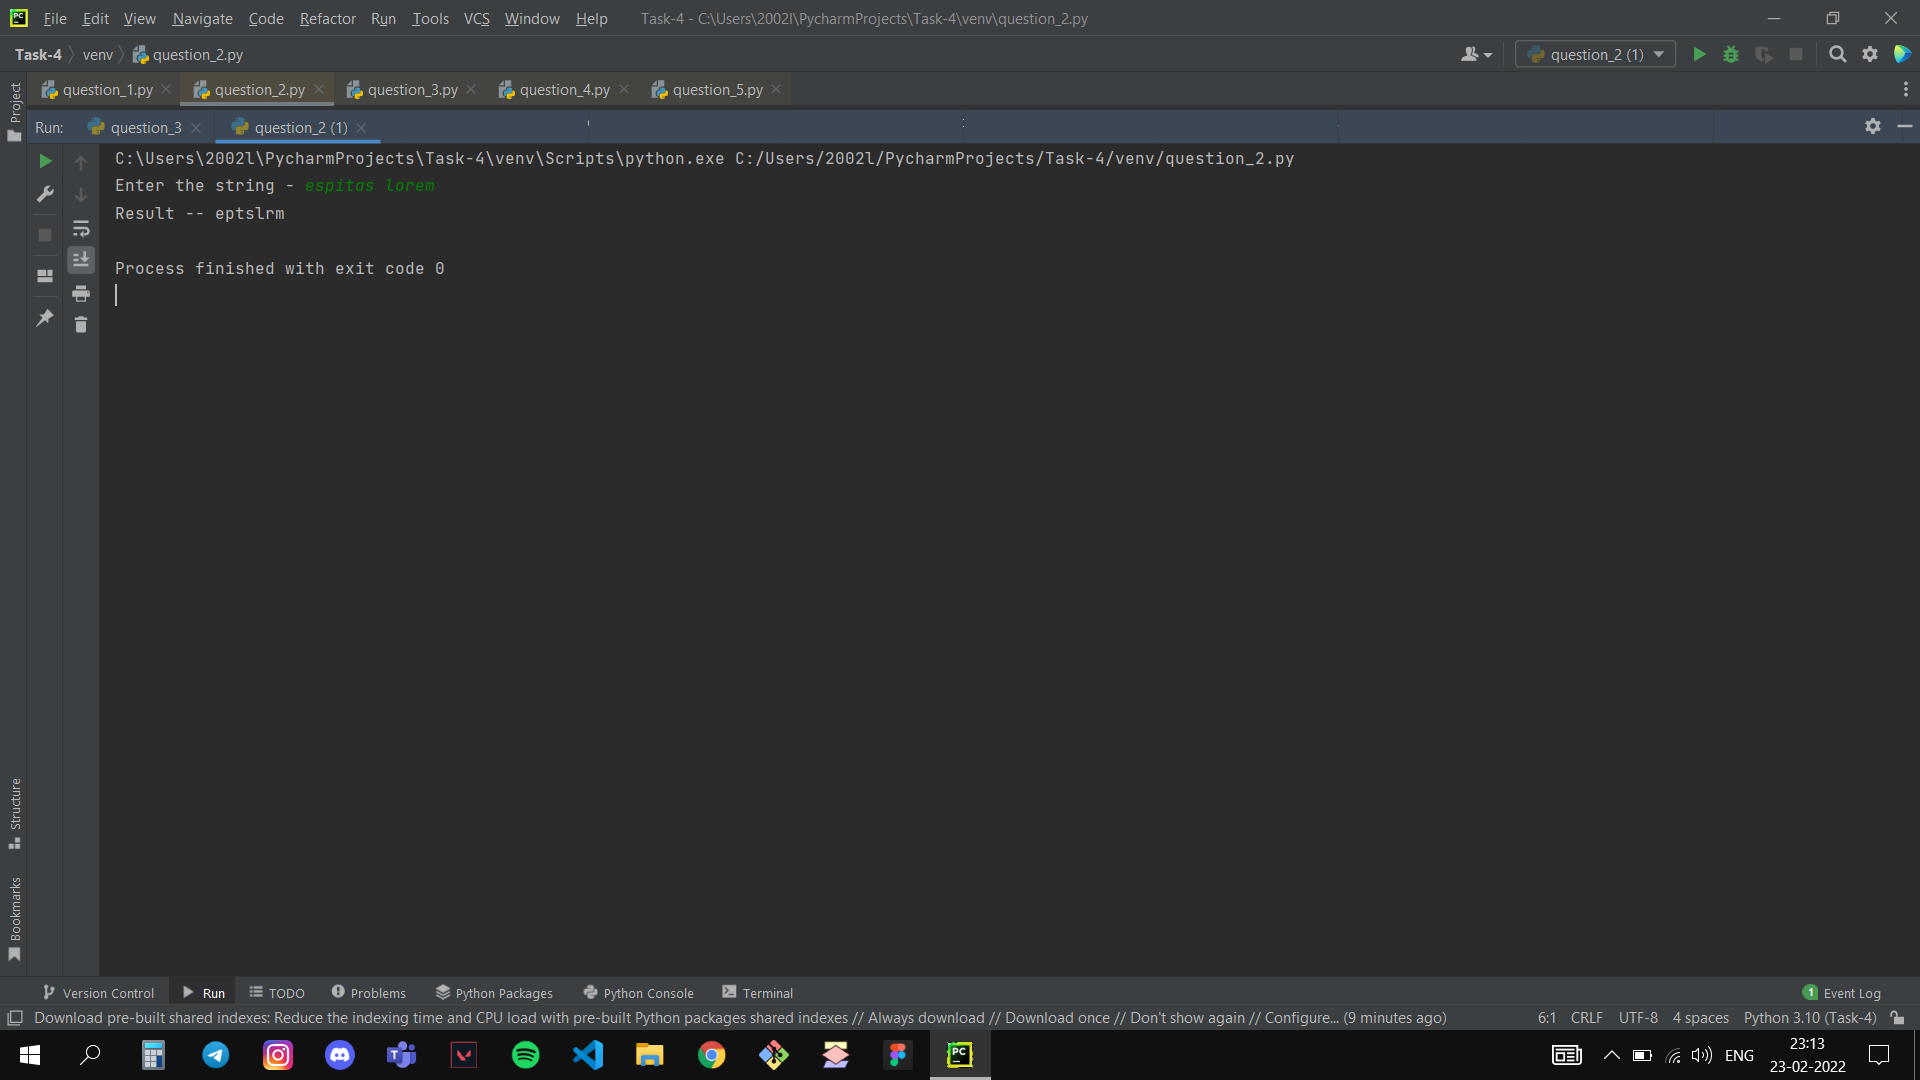 File Edit View Navigate Code Refactor Run Tools VCS Window Help Task-4 - C:\Users\2002l\PycharmProjects\Task-4\venv\question_2.py
Task-4 venv question_2.py question_2 (1)
question_1.py question_2.py question_3.py question_4.py question_5.py
Project
Run: question_3 question_2 (1)
C:\Users\2002l\PycharmProjects\Task-4\venv\Scripts\python.exe C:/Users/2002l/PycharmProjects/Task-4/venv/question_2.py
Enter the string - espitas lorem
Result -- eptslrm
Process finished with exit code 0
Structure
Bookmarks
Version Control Run TODO Problems Python Packages Python Console Terminal 1 Event Log
Download pre-built shared indexes: Reduce the indexing time and CPU load with pre-built Python packages shared indexes // Always download // Download once // Don't show again // Configure... (9 minutes ago) 6:1 CRLF UTF-8 4 spaces Python 3.10 (Task-4)
PC ENG 23:13
23-02-2022